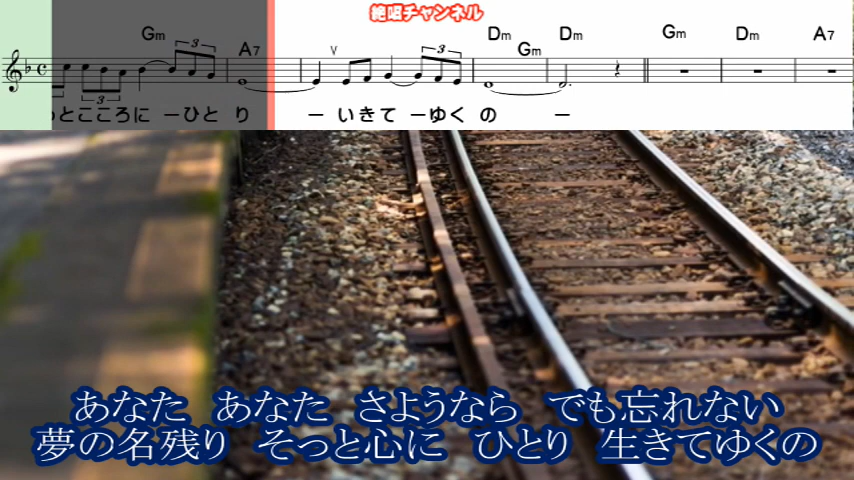 絶唱チャンネル
Gm A7 Dm Gm Dm Gm Dm A7
3 3 3
とこころに ーひと り ー いきて ーゆく の ー
あなた あなた さようなら でも忘れない
夢の名残り そっと心に ひとり 生きてゆくの